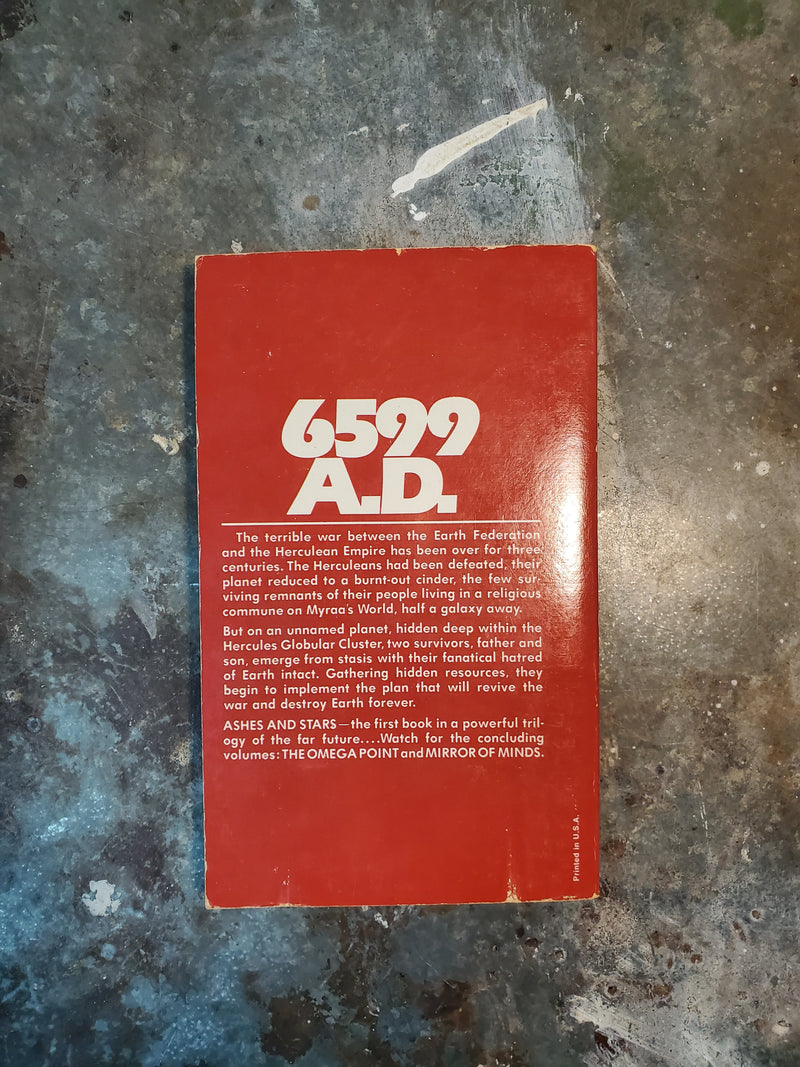 6599
A.D.
The terrible war between the Earth Federation
and the Herculean Empire has been over for three
centuries. The Herculeans had been defeated, their
planet reduced to a burnt-out cinder, the few sur-
viving remnants of their people living in a religious
commune on Myraa's World, half a galaxy away.
But on an unnamed planet, hidden deep within the
Hercules Globular Cluster, two survivors, father and
son, emerge from stasis with their fanatical hatred
of Earth intact. Gathering hidden resources, they
begin to implement the plan that will revive the
war and destroy Earth forever.
ASHES AND STARS—the first book in a powerful tril-
ogy of the far future....Watch for the concluding
volumes: THE OMEGA POINT and MIRROR OF MINDS.
Printed in U.S.A.